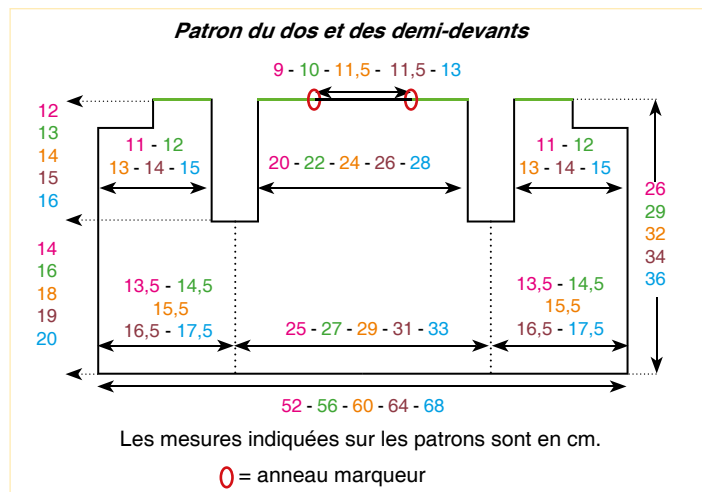 Patron du dos et des demi-devants
9 - 10 - 11,5 - 11,5 - 13
12
13
14
15
16
11 - 12
13 - 14 - 15
20 - 22 - 24 - 26 - 28
11 - 12
13 - 14 - 15
26
29
32
34
36
14
16
18
19
20
13,5 - 14,5
15,5
16,5 - 17,5
25 - 27 - 29 - 31 - 33
13,5 - 14,5
15,5
16,5 - 17,5
52 - 56 - 60 - 64 - 68
Les mesures indiquées sur les patrons sont en cm.
= anneau marqueur